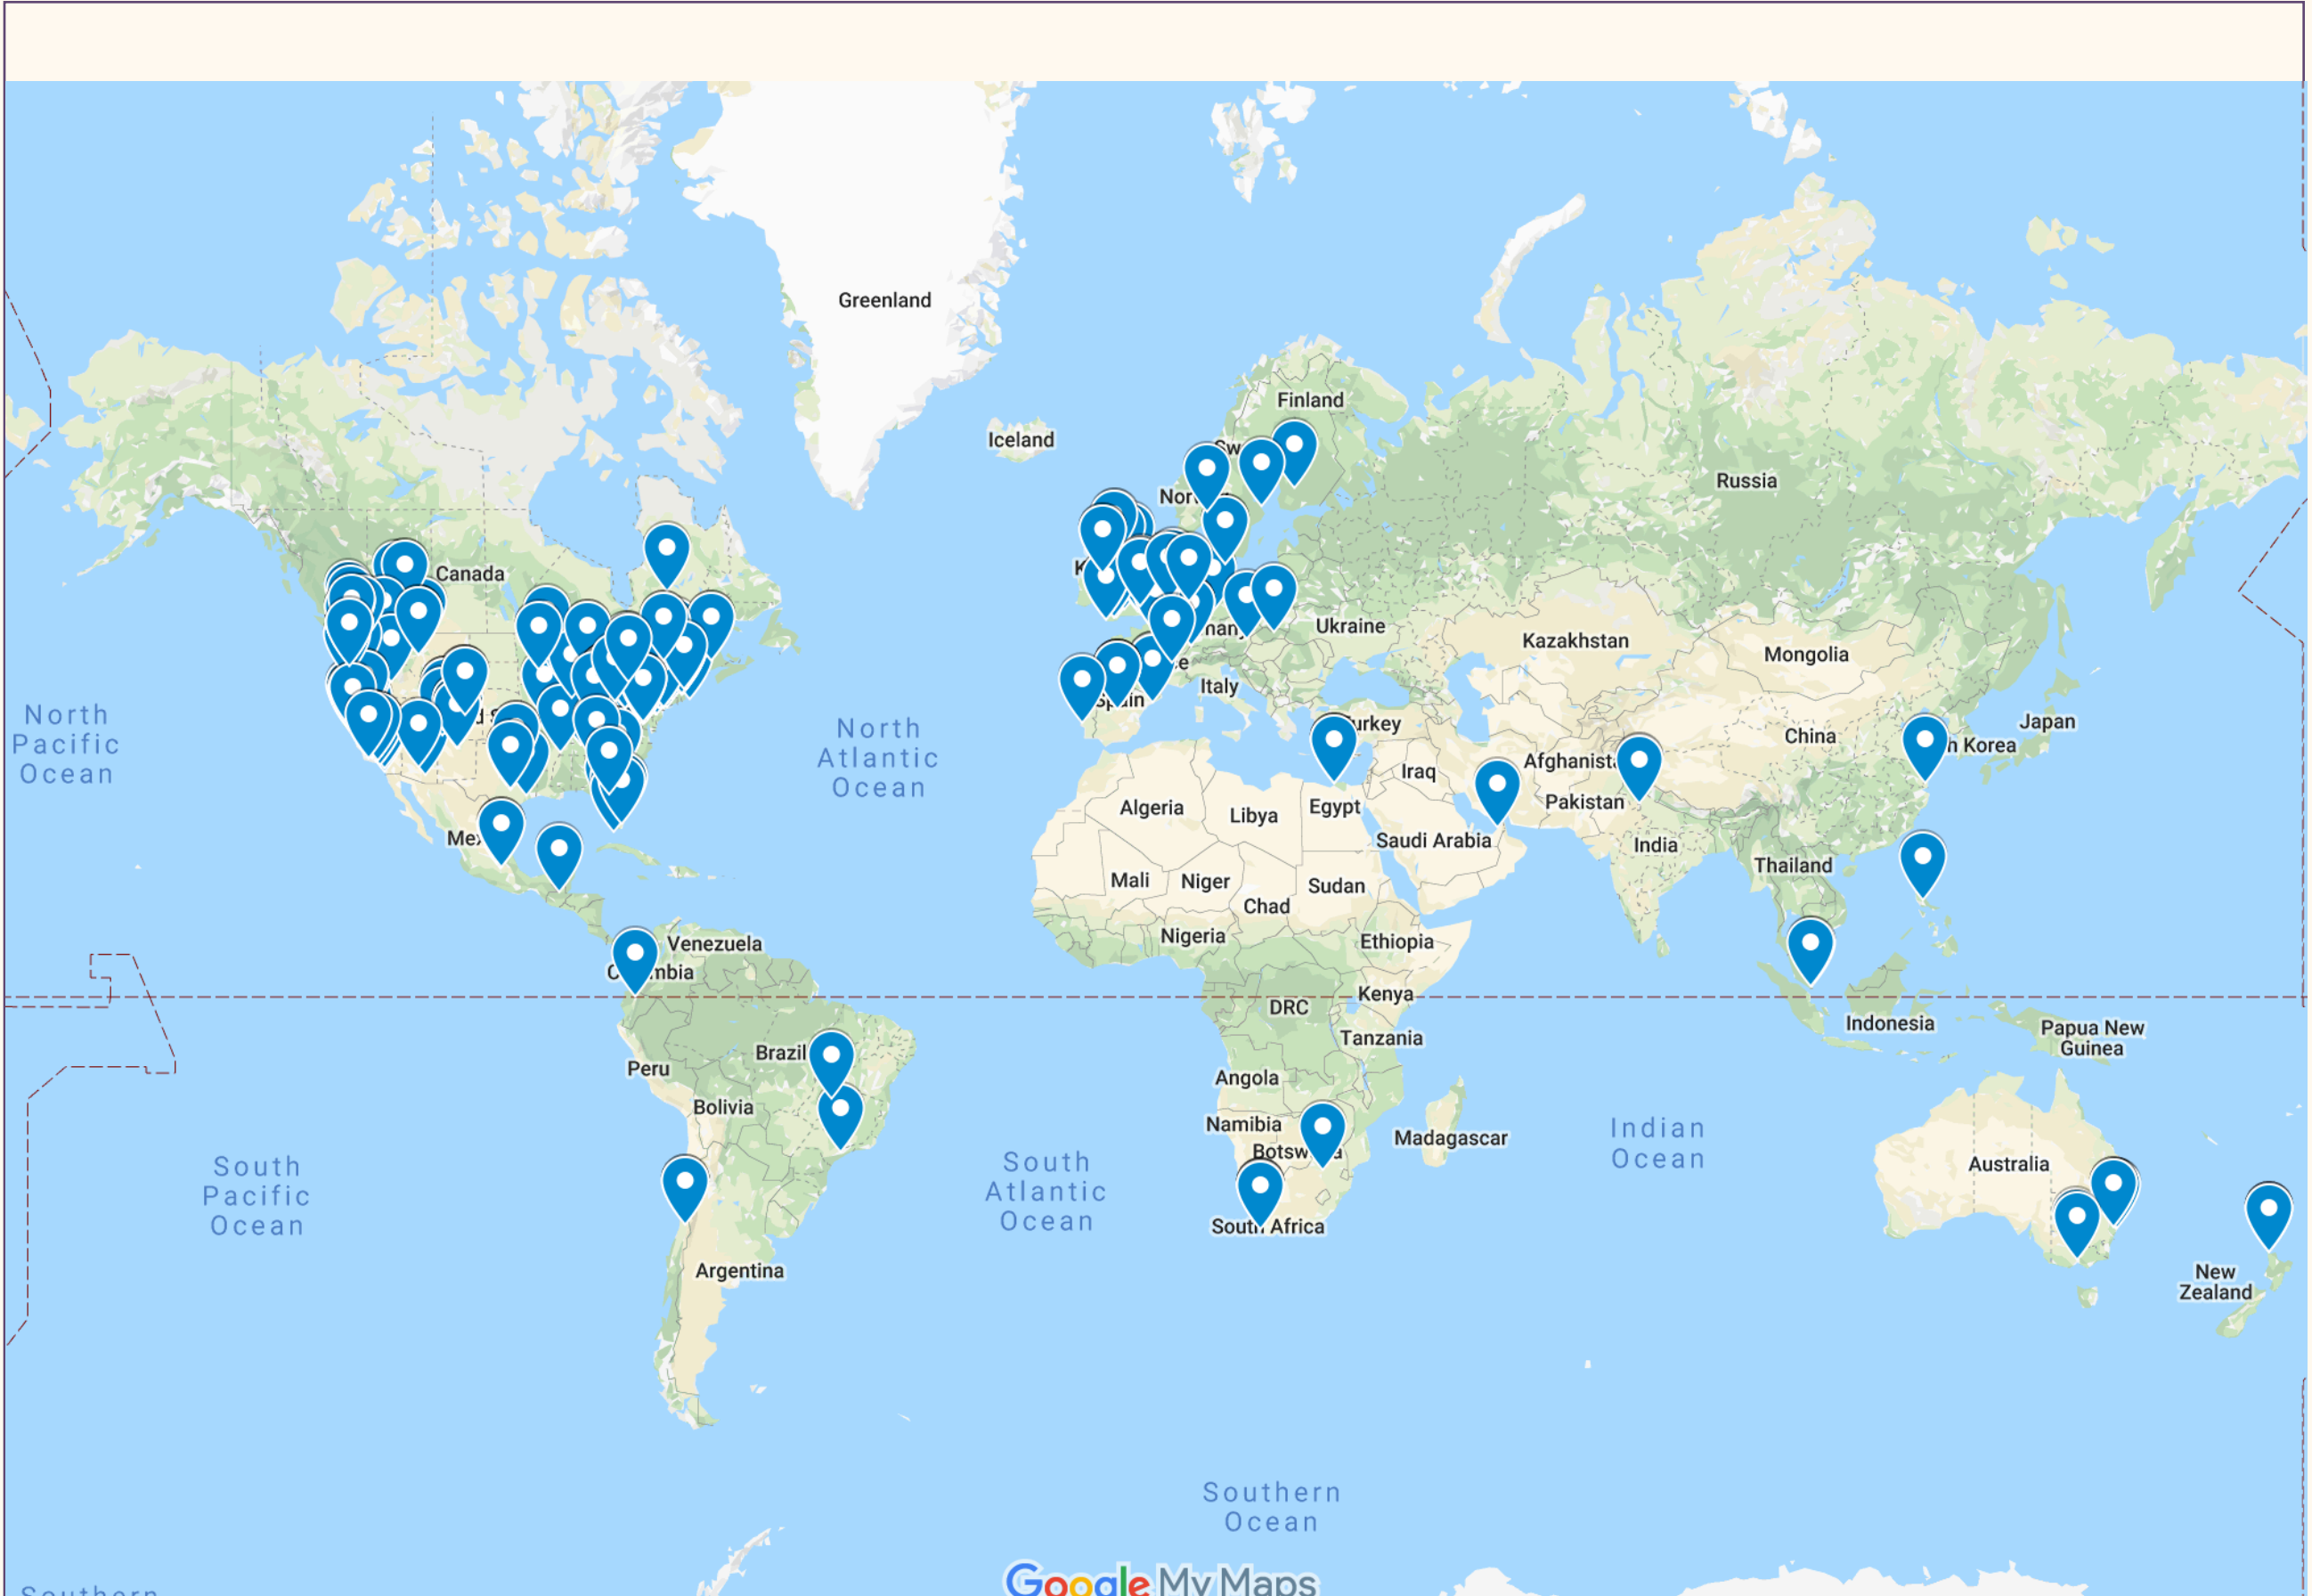 Greenland
Finland
Iceland
Russia
Canada
Ukraine
Kazakhstan
Mongolia
Italy
North
Pacific
Ocean
North
Atlantic
Ocean
Japan
China
Iraq
Pakistan
Algeria
Libya
Egypt
Saudi Arabia
India
Thailand
Mali
Niger
Chad
Sudan
Nigeria
Ethiopia
Venezuela
DRC
Kenya
Tanzania
Indonesia
Papua New
Guinea
Brazil
Peru
Bolivia
Angola
Namibia
Madagascar
Indian
Ocean
Australia
South
Pacific
Ocean
South
Atlantic
Ocean
South Africa
Argentina
New
Zealand
Southern
Ocean
Google My Maps
Southern